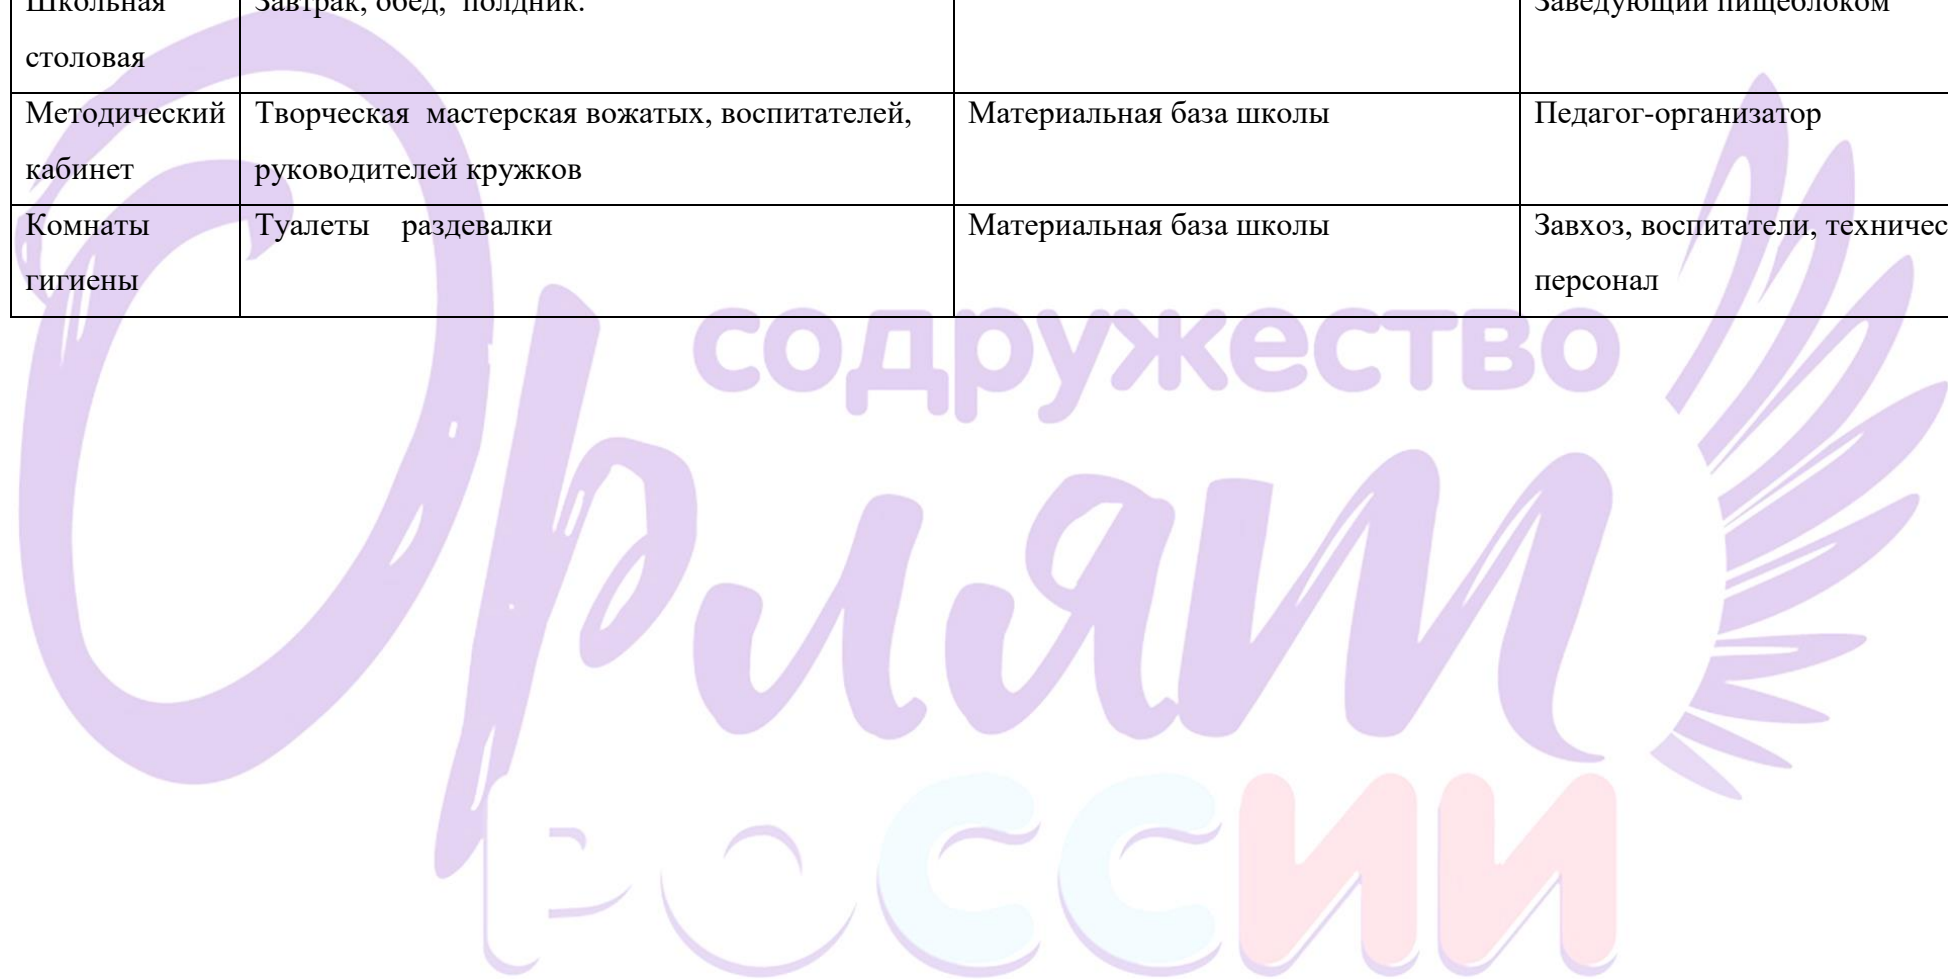 Школьная Завтрак, обед, полдник. Заведующий пищеблоком
столовая
Методический Творческая мастерская вожатых, воспитателей, Материальная база школы Педагог-организатор
кабинет руководителей кружков
Комнаты Туалеты раздевалки Материальная база школы Завхоз, воспитатели, техничес
гигиены персонал
содружество
Орлят
РОССИИ